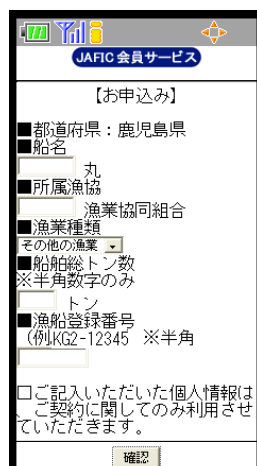 JAFIC 会員サービス
【お申込み】
■都道府県：鹿児島県
■船名
丸
■所属漁協
漁業協同組合
■漁業種類
その他の漁業
■船舶総トン数
※半角数字のみ
トン
■漁船登録番号
(例KG2-12345 ※半角
□ご記入いただいた個人情報は
、ご契約に関してのみ利用させ
ていただきます。
確認